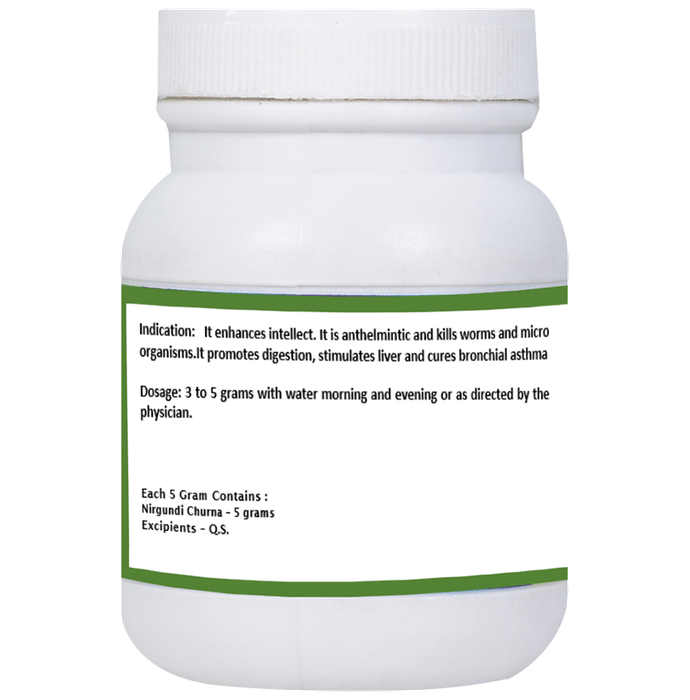 Indication: It enhances intellect. It is anthelmintic and kills worms and micro
organisms.It promotes digestion, stimulates liver and cures bronchial asthma
Dosage: 3 to 5 grams with water morning and evening or as directed by the
physician.
Each 5 Gram Contains :
Nirgundi Churna - 5 grams
Excipients - Q.S.